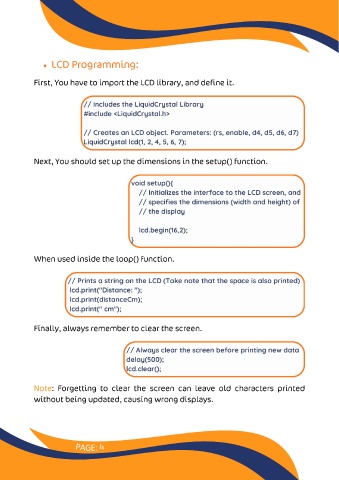 • LCD Programming:
First, You have to import the LCD library, and define it.
// includes the LiquidCrystal Library
#include <LiquidCrystal.h>
// Creates an LCD object. Parameters: (rs, enable, d4, d5, d6, d7)
LiquidCrystal lcd(1, 2, 4, 5, 6, 7);
Next, You should set up the dimensions in the setup() function.
void setup(){
// Initializes the interface to the LCD screen, and
// specifies the dimensions (width and height) of
// the display
lcd.begin(16,2);
}
When used inside the loop() function.
// Prints a string on the LCD (Take note that the space is also printed)
lcd.print("Distance: ");
lcd.print(distanceCm);
lcd.print(" cm");
Finally, always remember to clear the screen.
// Always clear the screen before printing new data
delay(500);
lcd.clear();
Note: Forgetting to clear the screen can leave old characters printed
without being updated, causing wrong displays.
PAGE: 4